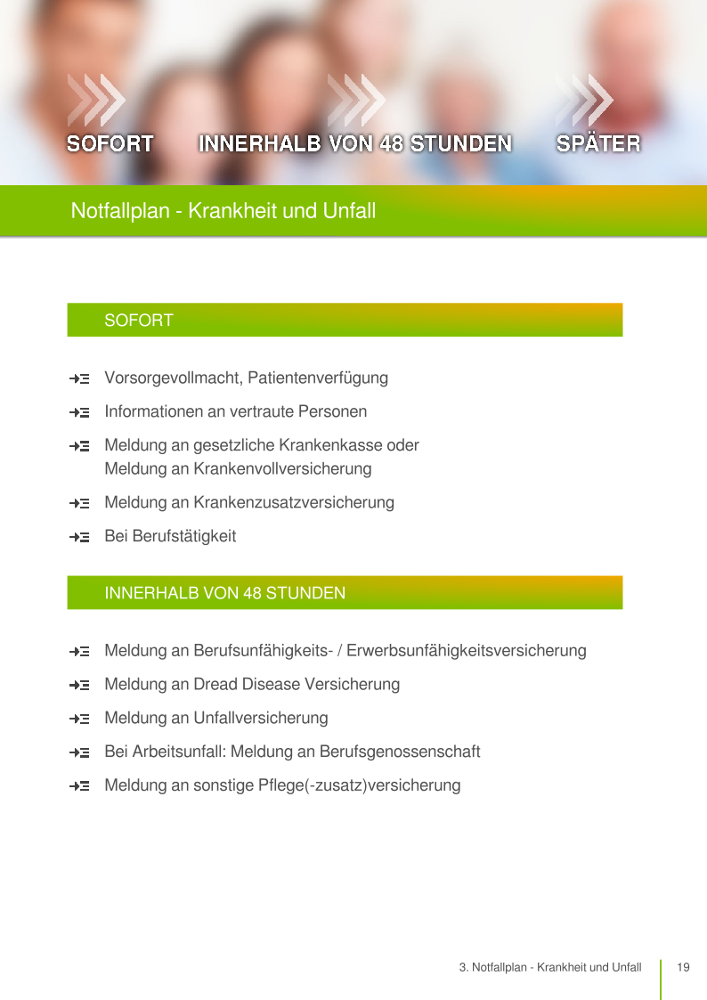 SOFORT INNERHALB VON 48 STUNDEN SPÄTER
Notfallplan - Krankheit und Unfall
SOFORT
Vorsorgevollmacht, Patientenverfügung
Informationen an vertraute Personen
Meldung an gesetzliche Krankenkasse oder
Meldung an Krankenvollversicherung
Meldung an Krankenzusatzversicherung
Bei Berufstätigkeit
INNERHALB VON 48 STUNDEN
Meldung an Berufsunfähigkeits- / Erwerbsunfähigkeitsversicherung
Meldung an Dread Disease Versicherung
Meldung an Unfallversicherung
Bei Arbeitsunfall: Meldung an Berufsgenossenschaft
Meldung an sonstige Pflege(-zusatz)versicherung
3. Notfallplan - Krankheit und Unfall 19